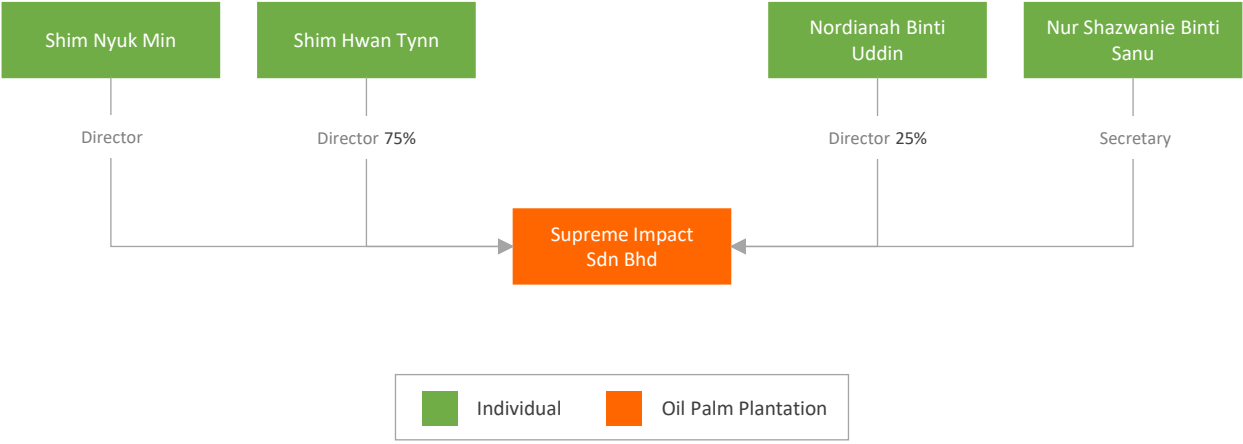 Shim Nyuk Min
Shim Hwan Tynn
Nordianah Binti
Uddin
Nur Shazwanie Binti
Sanu
Director
Director 75%
Director 25%
Secretary
Supreme Impact
Sdn Bhd
Individual
Oil Palm Plantation